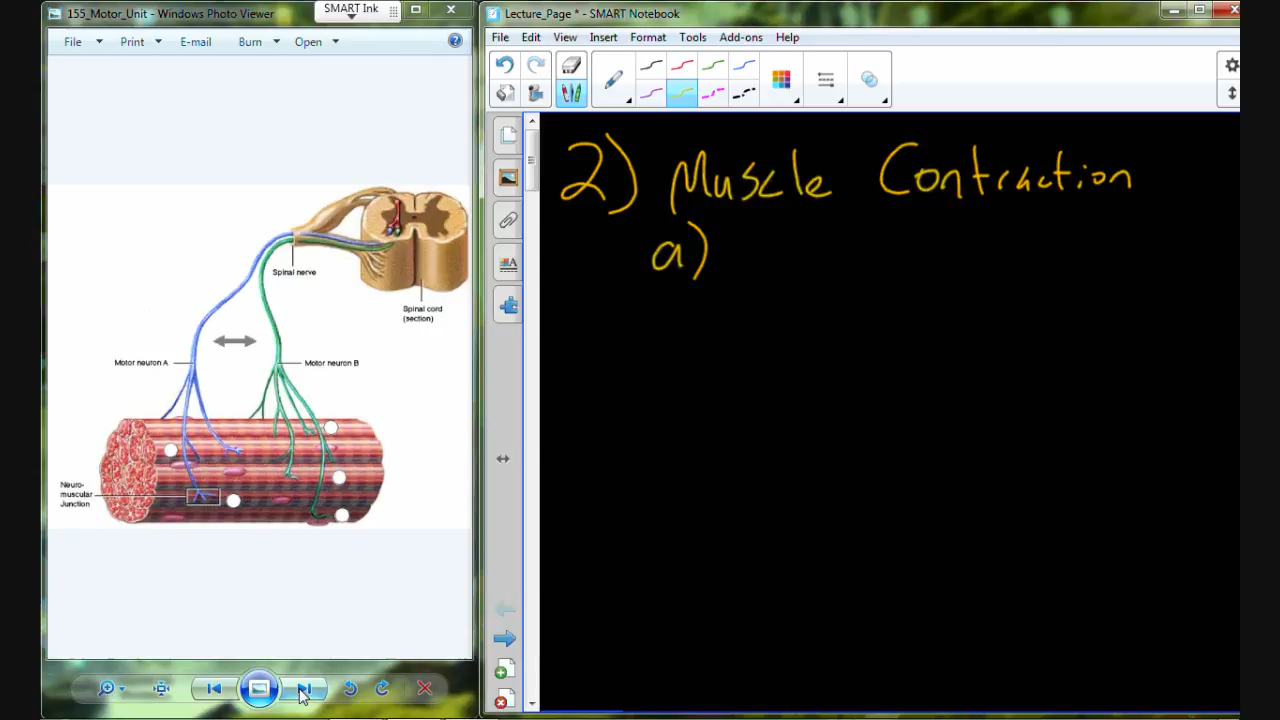 155_Motor_Unit - Windows Photo Viewer
SMART Ink
File Print E-mail Burn Open
Spinal nerve
Spinal cord
(section)
Motor neuron A
Motor neuron B
Neuro-
muscular
Junction
Lecture_Page * - SMART Notebook
File Edit View Insert Format Tools Add-ons Help
2) Muscle Contraction
a)